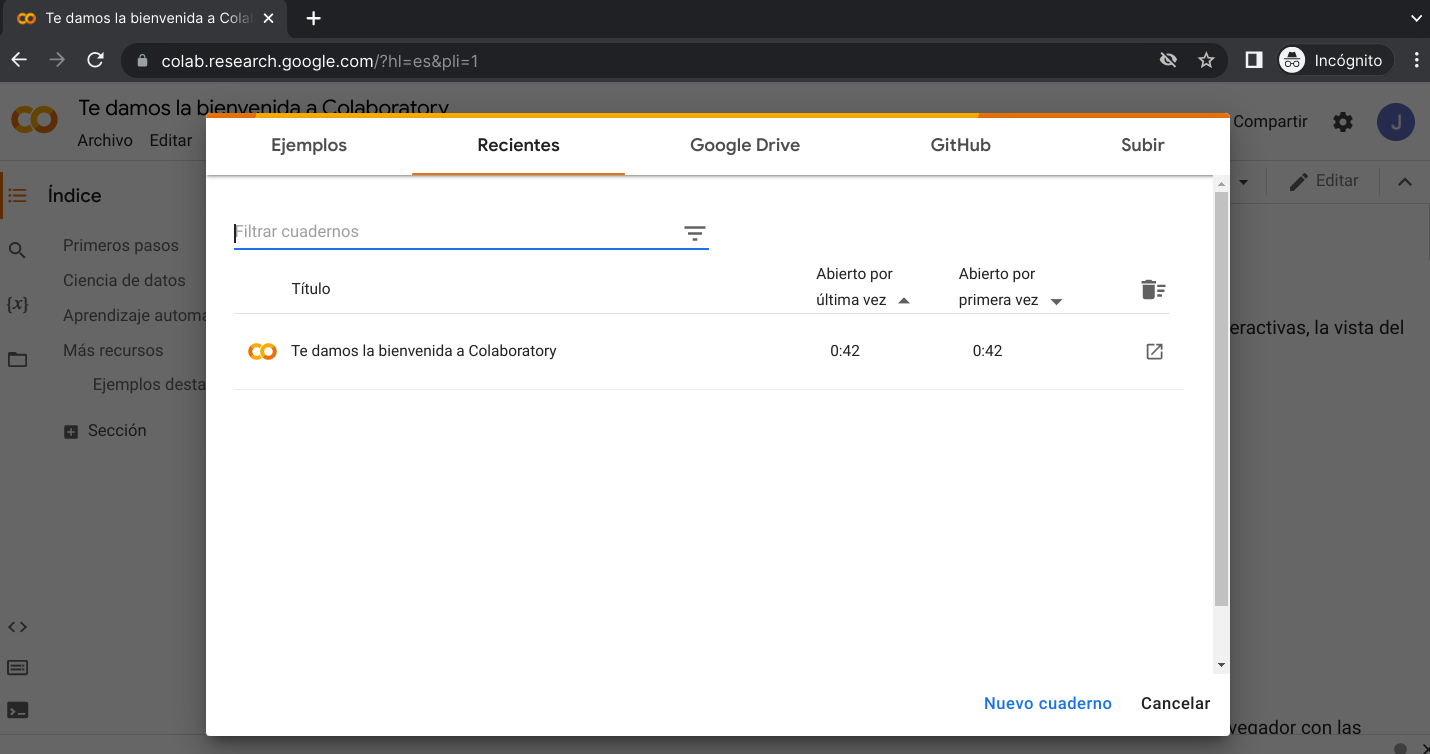 Te damos la bienvenida a Cola
colab.research.google.com/?hl=es&pli=1
Incógnito
Te damos la bienvenida a Colaboratory
Archivo Editar
Compartir
J
Ejemplos Recientes Google Drive GitHub Subir
Editar
Índice
Primeros pasos
Ciencia de datos
Aprendizaje automa
Más recursos
Ejemplos desta
Sección
Filtrar cuadernos
Título
Abierto por
última vez
Abierto por
primera vez
Te damos la bienvenida a Colaboratory 0:42 0:42
eractivas, la vista del
Nuevo cuaderno Cancelar
vegador con las